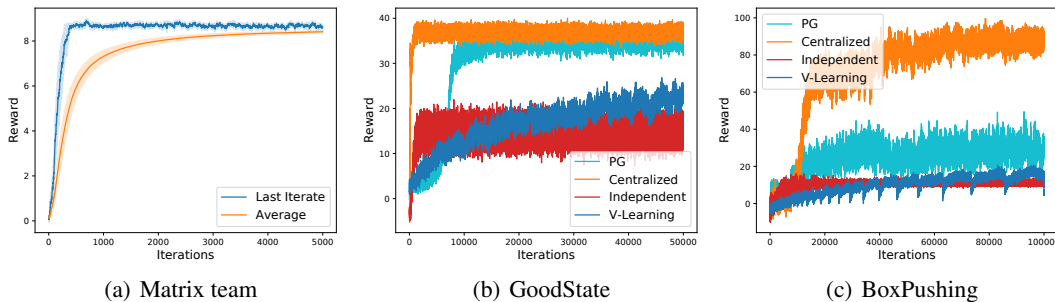 8
6
4
2
0
Reward
0 1000 2000 3000 4000 5000
Iterations
Last Iterate
Average
(a) Matrix team
40
30
20
10
0
Reward
0 10000 20000 30000 40000 50000
Iterations
PG
Centralized
Independent
V-Learning
(b) GoodState
100
80
60
40
20
0
Reward
0 20000 40000 60000 80000 100000
Iterations
PG
Centralized
Independent
V-Learning
(c) BoxPushing